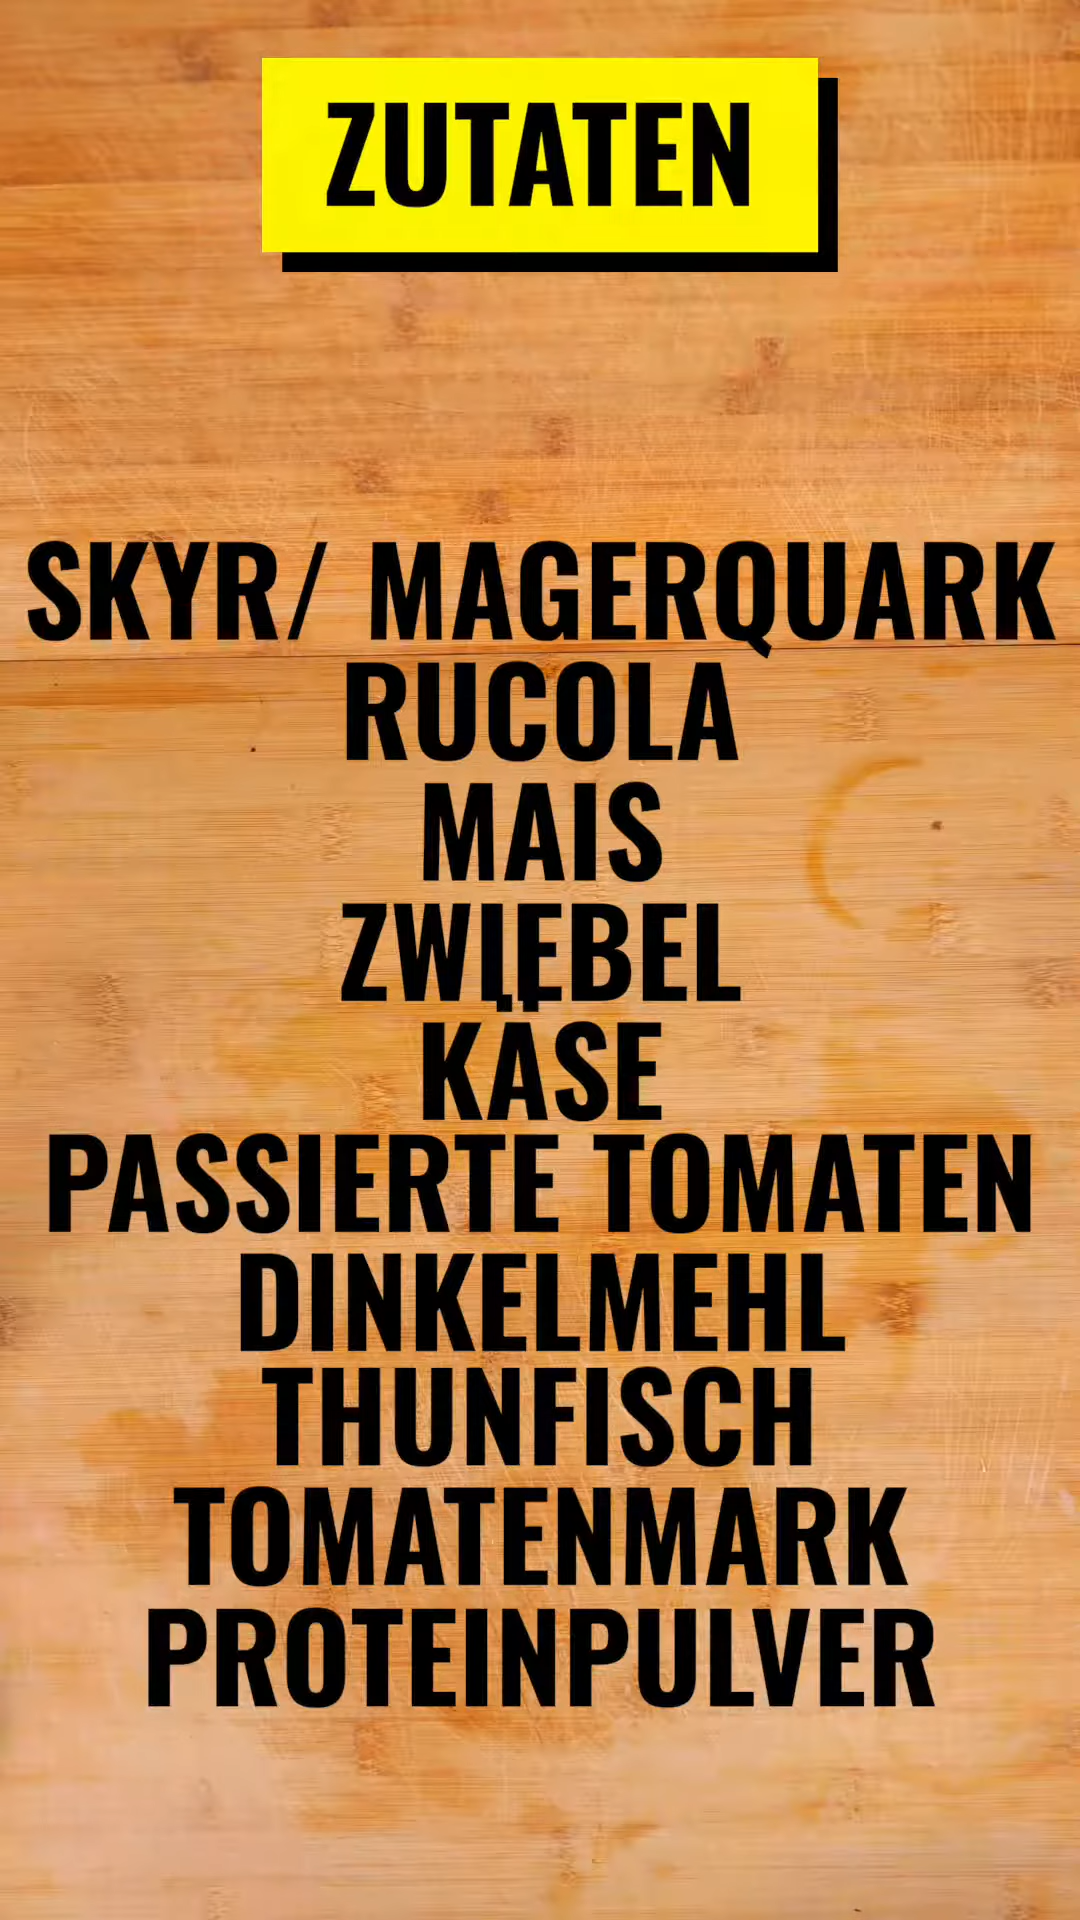 ZUTATEN
SKYR/ MAGERQUARK
RUCOLA
MAIS
ZWIEBEL
KÄSE
PASSIERTE TOMATEN
DINKELMEHL
THUNFISCH
TOMATENMARK
PROTEINPULVER